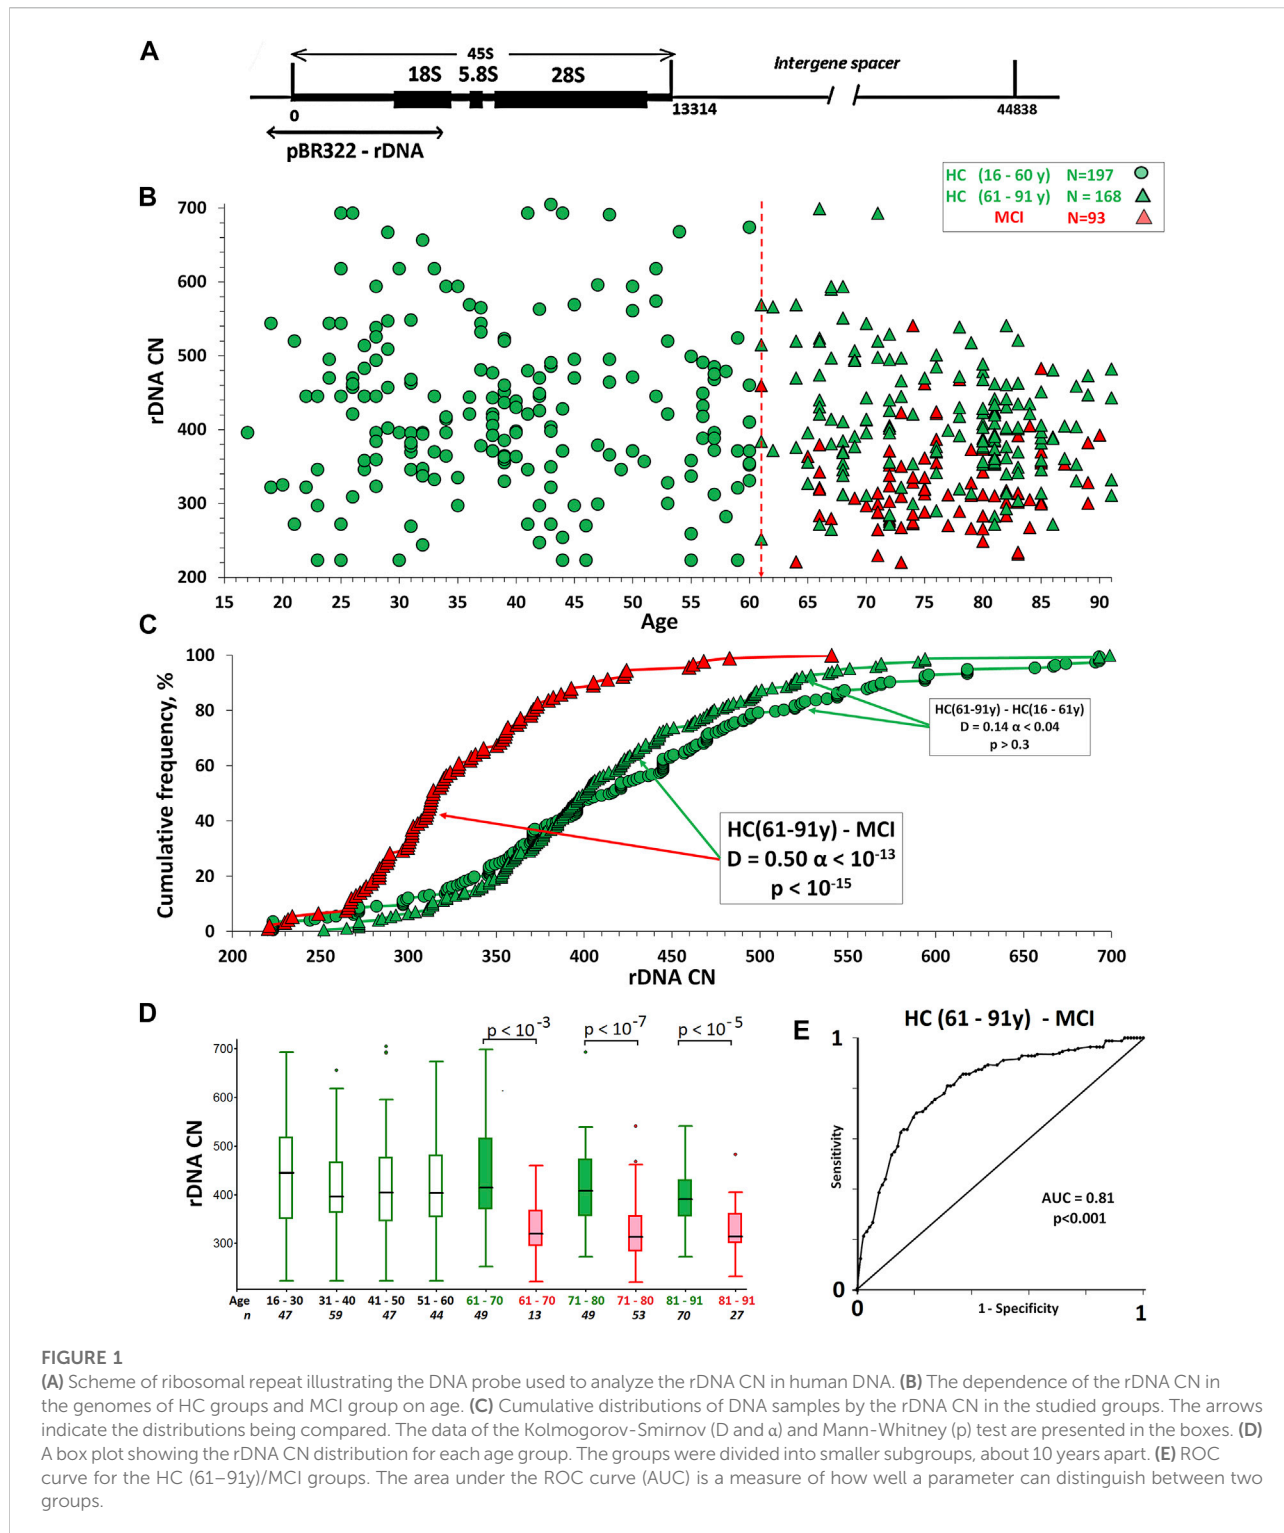 A
45S
18S 5.8S 28S
intergene spacer
0
13314
44838
pBR322 - rDNA
HC (16 - 60 y) N=197
HC (61 - 91 y) N = 168
MCI N=93
B
rDNA CN
700
600
500
400
300
200
15 20 25 30 35 40 45 50 55 60 65 70 75 80 85 90
Age
C
Cumulative frequency, %
100
80
60
40
20
0
HC(61-91y) - HC(16 - 61y)
D = 0.14 α < 0.04
p > 0.3
HC(61-91y) - MCI
D = 0.50 α < 10-13
p < 10-15
200 250 300 350 400 450 500 550 600 650 700
rDNA CN
D
p < 10-3 p < 10-7 p < 10-5
rDNA CN
700
600
500
400
300
Age 16 - 30 31 - 40 41 - 50 51 - 60 61 - 70 61 - 70 71 - 80 71 - 80 81 - 91 81 - 91
n 47 59 47 44 49 13 49 53 70 27
E
HC (61 - 91y) - MCI
1
Sensitivity
AUC = 0.81
p<0.001
0
0 1 - Specificity 1
FIGURE 1
(A) Scheme of ribosomal repeat illustrating the DNA probe used to analyze the rDNA CN in human DNA. (B) The dependence of the rDNA CN in
the genomes of HC groups and MCI group on age. (C) Cumulative distributions of DNA samples by the rDNA CN in the studied groups. The arrows
indicate the distributions being compared. The data of the Kolmogorov-Smirnov (D and α) and Mann-Whitney (p) test are presented in the boxes. (D)
A box plot showing the rDNA CN distribution for each age group. The groups were divided into smaller subgroups, about 10 years apart. (E) ROC
curve for the HC (61–91y)/MCI groups. The area under the ROC curve (AUC) is a measure of how well a parameter can distinguish between two
groups.